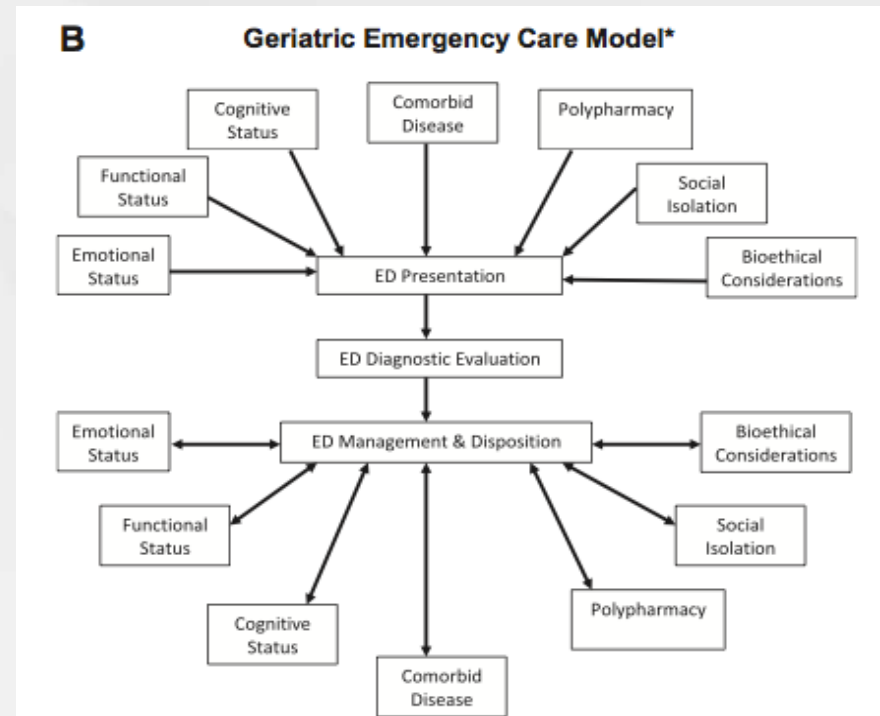 B
Geriatric Emergency Care Model*
Cognitive
Status
Comorbid
Disease
Polypharmacy
Functional
Status
Social
Isolation
Emotional
Status
ED Presentation
Bioethical
Considerations
ED Diagnostic Evaluation
Emotional
Status
ED Management & Disposition
Bioethical
Considerations
Functional
Status
Social
Isolation
Cognitive
Status
Polypharmacy
Comorbid
Disease